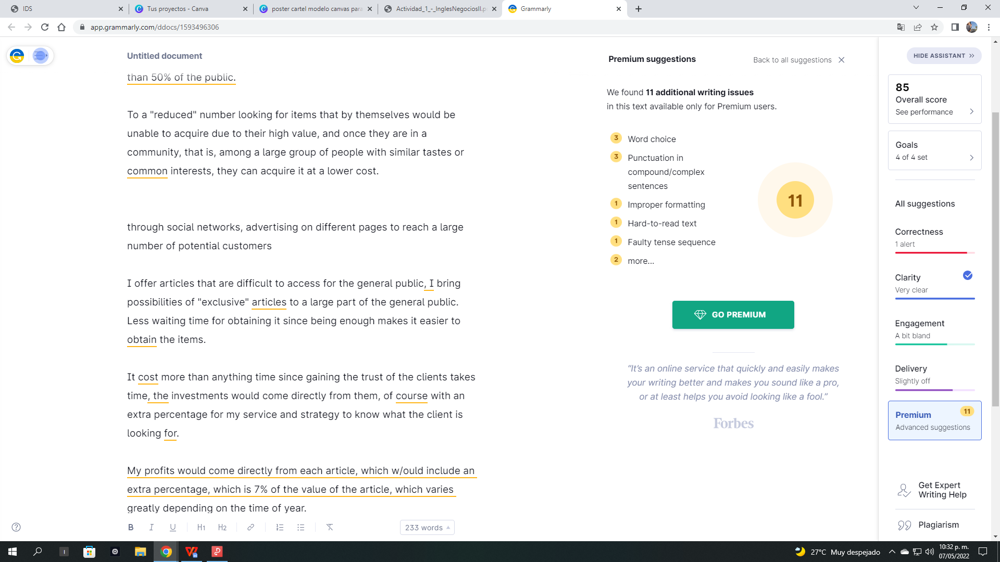 IDS
Tus proyectos - Canva
poster cartel modelo canvas para
Actividad_1_-_InglesNegociosII.p
Grammarly
app.grammarly.com/ddocs/1593496306
Untitled document
than 50% of the public.
To a "reduced" number looking for items that by themselves would be
unable to acquire due to their high value, and once they are in a
community, that is, among a large group of people with similar tastes or
common interests, they can acquire it at a lower cost.
through social networks, advertising on different pages to reach a large
number of potential customers
I offer articles that are difficult to access for the general public, I bring
possibilities of "exclusive" articles to a large part of the general public.
Less waiting time for obtaining it since being enough makes it easier to
obtain the items.
It cost more than anything time since gaining the trust of the clients takes
time, the investments would come directly from them, of course with an
extra percentage for my service and strategy to know what the client is
looking for.
My profits would come directly from each article, which w/ould include an
extra percentage, which is 7% of the value of the article, which varies
greatly depending on the time of year.
B I U H1 H2
233 words
Premium suggestions
Back to all suggestions
We found 11 additional writing issues
in this text available only for Premium users.
3 Word choice
3 Punctuation in
compound/complex
sentences
1 Improper formatting
1 Hard-to-read text
1 Faulty tense sequence
2 more...
11
GO PREMIUM
“It’s an online service that quickly and easily makes
your writing better and makes you sound like a pro,
or at least helps you avoid looking like a fool.”
Forbes
HIDE ASSISTANT
85
Overall score
See performance
Goals
4 of 4 set
All suggestions
Correctness
1 alert
Clarity
Very clear
Engagement
A bit bland
Delivery
Slightly off
Premium 11
Advanced suggestions
Get Expert
Writing Help
Plagiarism
27°C Muy despejado
10:32 p. m.
07/05/2022